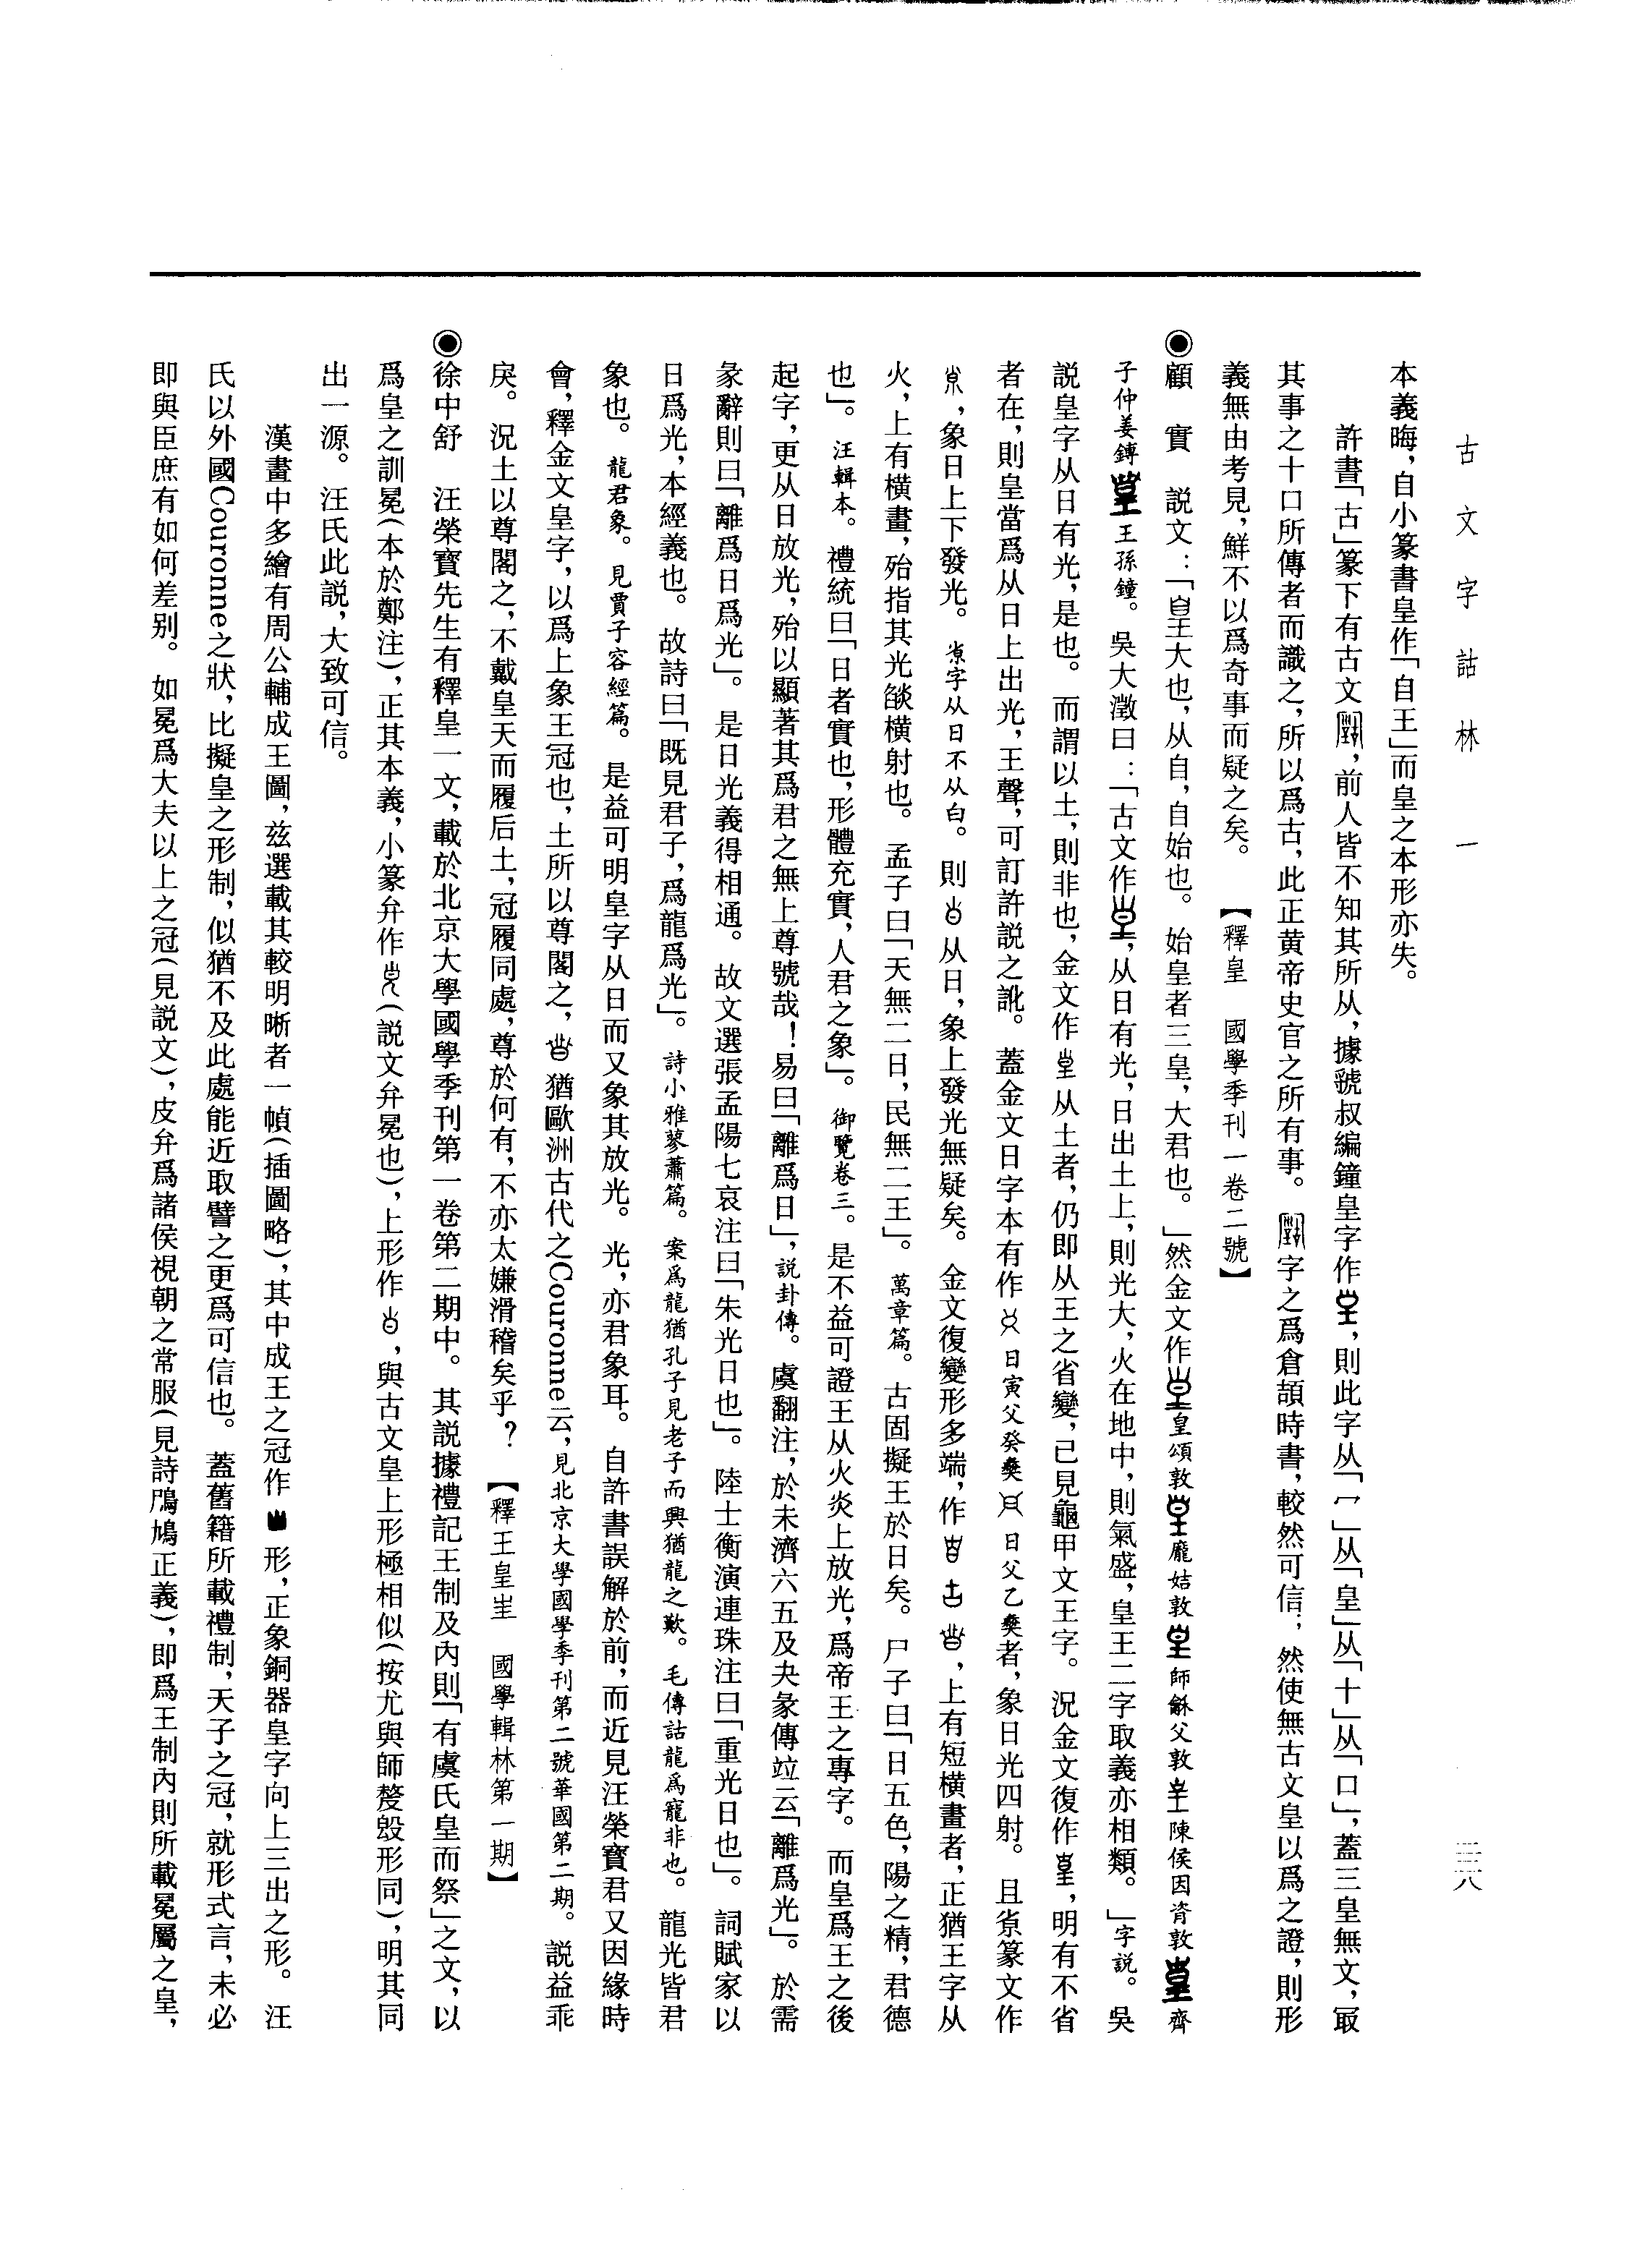 古文字詁林 一
三三八
本義晦，自小篆書皇作「自王」而皇之本形亦失。
許書「古」篆下有古文，前人皆不知其所从，據虢叔編鐘皇字作，則此字从「冖」从「皇」从「十」从「口」，蓋三皇無文，冣
其事之十口所傳者而識之，所以爲古，此正黄帝史官之所有事。字之爲倉頡時書，較然可信，然使無古文皇以爲之證，則形
義無由考見，鮮不以爲奇事而疑之矣。【釋皇 國學季刊一卷二號】
◉顧 實 説文：「皇大也，从自，自始也。始皇者三皇，大君也。」然金文作皇頌敦龐姞敦師龢父敦陳侯因𬯎敦齊
子仲姜鎛王孫鐘。吳大澂曰：「古文作，从日有光，日出土上，則光大，火在地中，則氣盛，皇王二字取義亦相類。」字説。吳
説皇字从日有光，是也。而謂以土，則非也，金文作从土者，仍即从王之省變，已見龜甲文王字。況金文復作，明有不省
者在，則皇當爲从日上出光，王聲，可訂許説之訛。蓋金文日字本有作日寅父癸彝日父乙彝者，象日光四射。且尞篆文作
，象日上下發光。尞字从日不从白。則从日，象上發光無疑矣。金文復變形多端，作，上有短横畫者，正猶王字从
火，上有横畫，殆指其光燄横射也。孟子曰「天無二日，民無二王」。萬章篇。古固擬王於日矣。尸子曰「日五色，陽之精，君德
也」。汪輯本。禮統曰「日者實也，形體充實，人君之象」。御覽卷三。是不益可證王从火炎上放光，爲帝王之專字。而皇爲王之後
起字，更从日放光，殆以顯著其爲君之無上尊號哉！易曰「離爲日」，説卦傳。虞翻注，於未濟六五及夬彖傳竝云「離爲光」。於需
彖辭則曰「離爲日爲光」。是日光義得相通。故文選張孟陽七哀注曰「朱光日也」。陸士衡演連珠注曰「重光日也」。詞賦家以
日爲光，本經義也。故詩曰「既見君子，爲龍爲光」。詩小雅蓼蕭篇。案爲龍猶孔子見老子而興猶龍之歎。毛傳詁龍爲寵非也。龍光皆君
象也。龍君象。見賈子容經篇。是益可明皇字从日而又象其放光。光，亦君象耳。自許書誤解於前，而近見汪榮寶君又因緣時
會，釋金文皇字，以爲上象王冠也，土所以尊閣之，猶歐洲古代之Couronne云，見北京大學國學季刊第二號華國第二期。説益乖
戾。況土以尊閣之，不戴皇天而履后土，冠履同處，尊於何有，不亦太嫌滑稽矣乎？【釋王皇㞷 國學輯林第一期】
◉徐中舒 汪榮寶先生有釋皇一文，載於北京大學國學季刊第一卷第二期中。其説據禮記王制及內則「有虞氏皇而祭」之文，以
爲皇之訓冕（本於鄭注），正其本義，小篆弁作（説文弁冕也），上形作，與古文皇上形極相似（按尤與師嫠毁形同），明其同
出一源。汪氏此説，大致可信。
漢畫中多繪有周公輔成王圖，兹選載其較明晰者一幀（插圖略），其中成王之冠作形，正象銅器皇字向上三出之形。汪
氏以外國Couronne之狀，比擬皇之形制，似猶不及此處能近取譬之更爲可信也。蓋舊籍所載禮制，天子之冠，就形式言，未必
即與臣庶有如何差別。如冕爲大夫以上之冠（見説文），皮弁爲諸侯視朝之常服（見詩鳲鳩正義），即爲王制內則所載冕屬之皇，